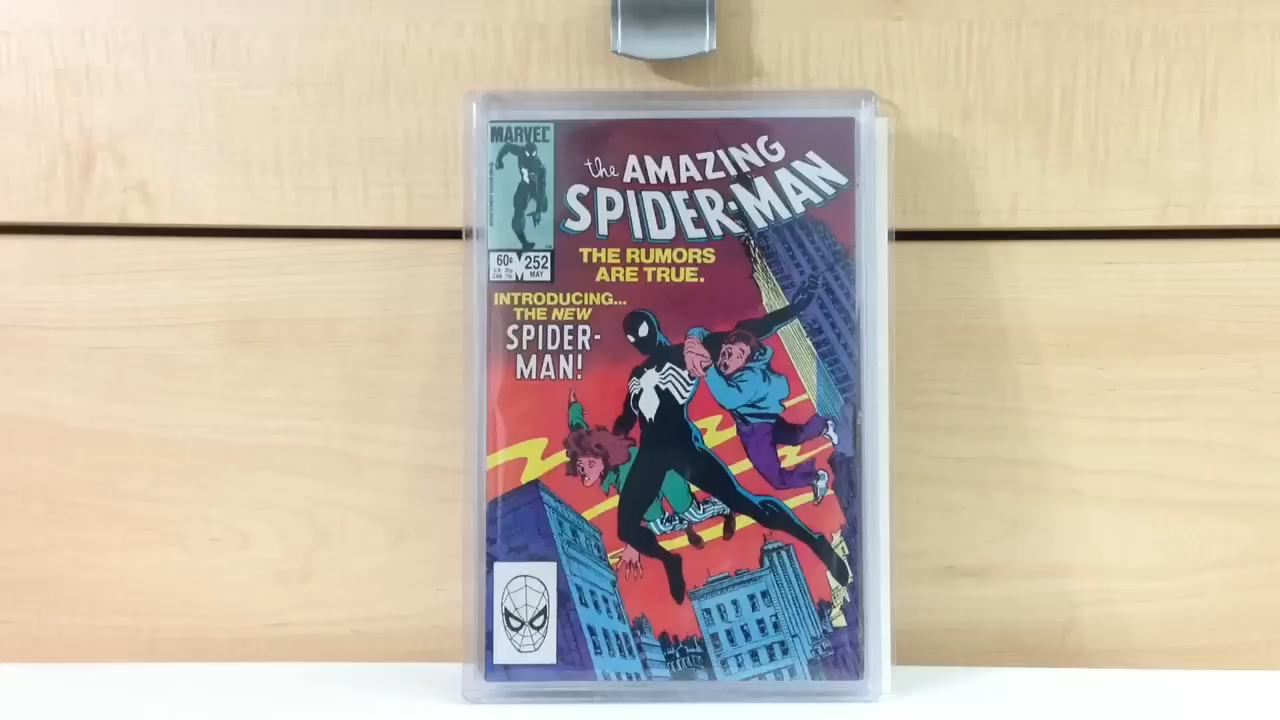 MARVEL
the AMAZING
SPIDER-MAN
THE RUMORS
ARE TRUE.
60¢
252
MAY
INTRODUCING...
THE NEW
SPIDER-
MAN!